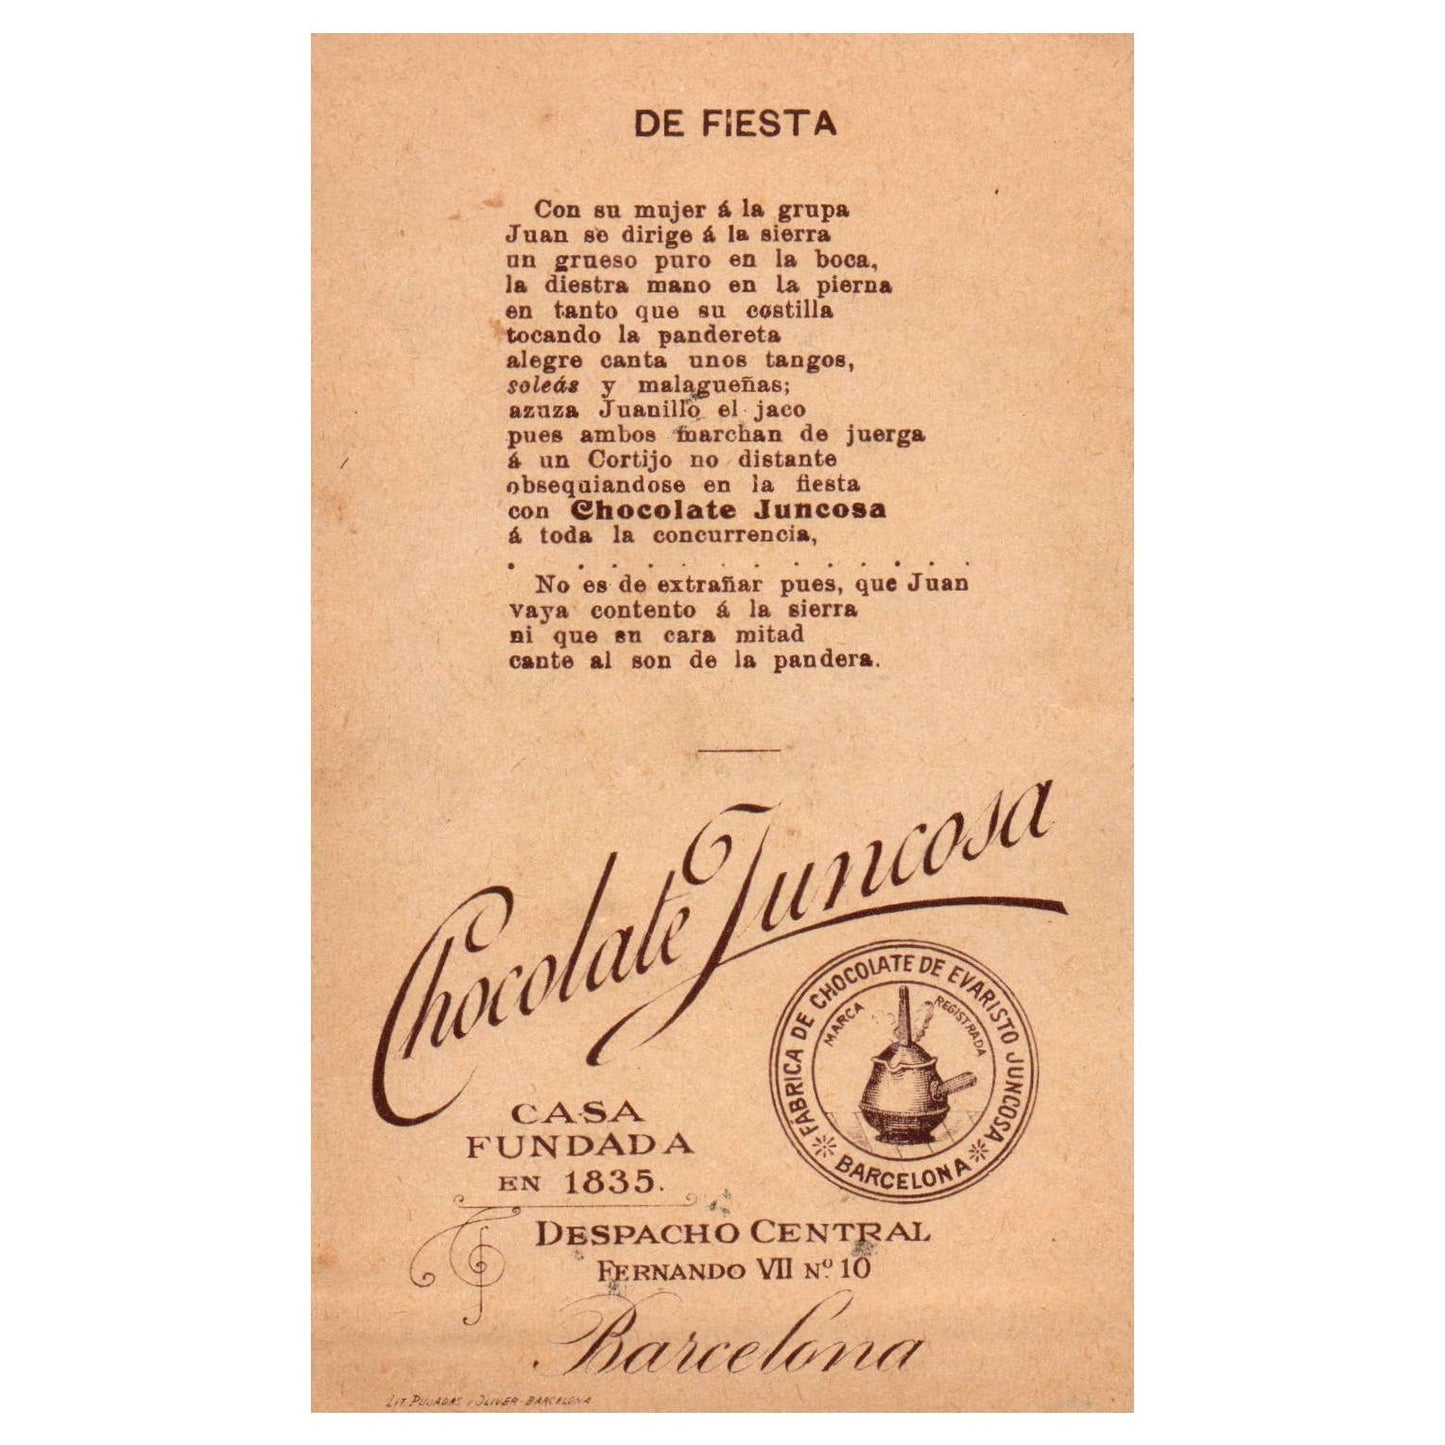 DE FIESTA
Con su mujer á la grupa
Juan se dirige á la sierra
un grueso puro en la boca,
la diestra mano en la pierna
en tanto que su costilla
tocando la pandereta
alegre canta unos tangos,
soleás y malagueñas;
azuza Juanillo el jaco
pues ambos marchan de juerga
á un Cortijo no distante
obsequiandose en la fiesta
con Chocolate Juncosa
á toda la concurrencia,
. . . . . . . . . . . . . .
No es de extrañar pues, que Juan
vaya contento á la sierra
ni que su cara mitad
cante al son de la pandera.
Chocolate Juncosa
FÁBRICA DE CHOCOLATE DE EVARISTO JUNCOSA
MARCA REGISTRADA
BARCELONA
CASA
FUNDADA
EN 1835.
DESPACHO CENTRAL
FERNANDO VII Nº 10
Barcelona
LIT. PUJADAS Y OLIVER-BARCELONA